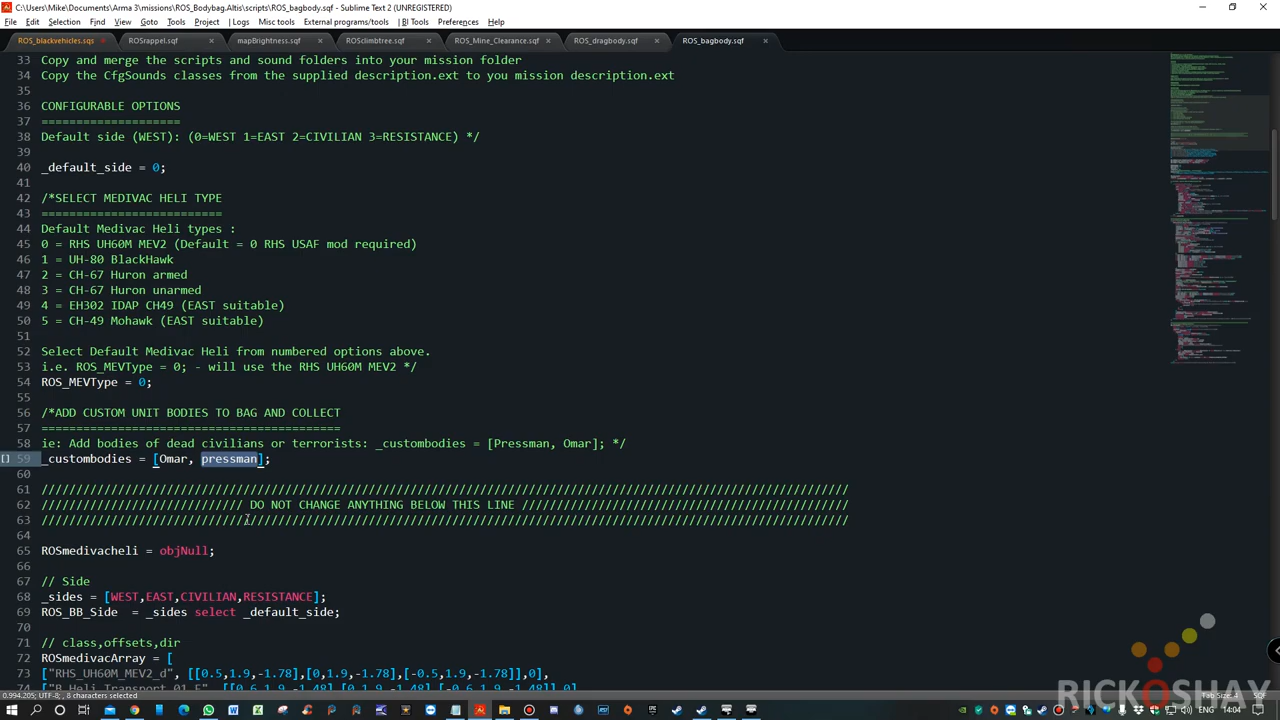 C:\Users\Mike\Documents\Arma 3\missions\ROS_Bodybag.Altis\scripts\ROS_bagbody.sqf - Sublime Text 2 (UNREGISTERED)
File Edit Selection Find View Goto Tools Project | Logs Misc tools External programs/tools | BI Tools Preferences Help
ROS_blackvehicles.sqs ROSrappel.sqf mapBrightness.sqf ROSclimbtree.sqf ROS_Mine_Clearance.sqf ROS_dragbody.sqf ROS_bagbody.sqf
33 Copy and merge the scripts and sound folders into your mission folder
34 Copy the CfgSounds classes from the supplied description.ext to your mission description.ext
35
36 CONFIGURABLE OPTIONS
37 ====================
38 Default side (WEST): (0=WEST 1=EAST 2=CIVILIAN 3=RESISTANCE) */
39
40 _default_side = 0;
41
42 /*SELECT MEDIVAC HELI TYPE
43 ==========================
44 Default Medivac Heli types :
45 0 = RHS UH60M MEV2 (Default = 0 RHS USAF mod required)
46 1 = UH-80 BlackHawk
47 2 = CH-67 Huron armed
48 3 = CH-67 Huron unarmed
49 4 = EH302 IDAP CH49 (EAST suitable)
50 5 = CH-49 Mohawk (EAST suitable)
51
52 Select Default Medivac Heli from numbered options above.
53 ie. ROS_MEVType = 0; - will use the RHS UH60M MEV2 */
54 ROS_MEVType = 0;
55
56 /*ADD CUSTOM UNIT BODIES TO BAG AND COLLECT
57 ===========================================
58 ie: Add bodies of dead civilians or terrorists: _custombodies = [Pressman, Omar]; */
[] 59 _custombodies = [Omar, pressman];
60
61 ////////////////////////////////////////////////////////////////////////////////////////////////////////////////////
62 ///////////////////////////// DO NOT CHANGE ANYTHING BELOW THIS LINE ///////////////////////////////////////////////
63 ////////////////////////////////////////////////////////////////////////////////////////////////////////////////////
64
65 ROSmedivacheli = objNull;
66
67 // Side
68 _sides = [WEST,EAST,CIVILIAN,RESISTANCE];
69 ROS_BB_Side  = _sides select _default_side;
70
71 // class,offsets,dir
72 ROSmedivacArray = [
73 ["RHS_UH60M_MEV2_d", [[0.5,1.9,-1.78],[0,1.9,-1.78],[-0.5,1.9,-1.78]],0],
74 ["B_Heli_Transport_01_F", [[0.6,1.9,-1.48],[0,1.9,-1.48],[-0.6,1.9,-1.48]],0],
0.994:205; UTF-8; 8 characters selected Tab Size: 4 SQF
RICKOSHAY
ENG 14:04